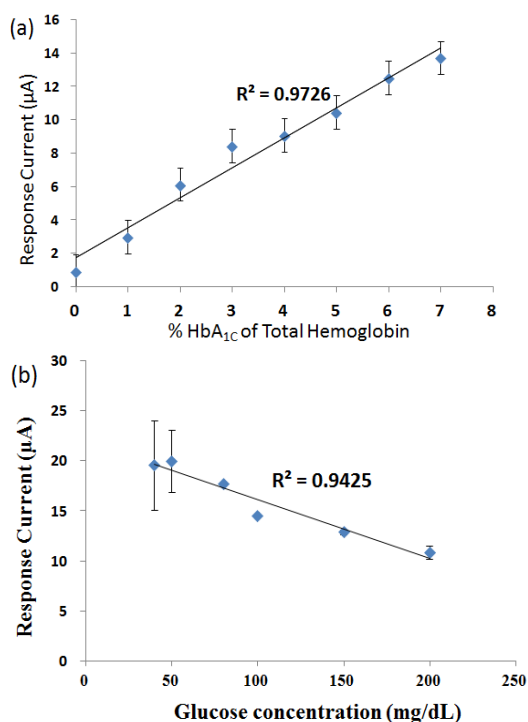 (a)
16
14
12
10
8
6
4
2
0
Response Current (µA)
R² = 0.9726
0 1 2 3 4 5 6 7 8
% HbA1C of Total Hemoglobin
(b)
30
25
20
15
10
5
0
Response Current (µA)
R² = 0.9425
0 50 100 150 200 250
Glucose concentration (mg/dL)